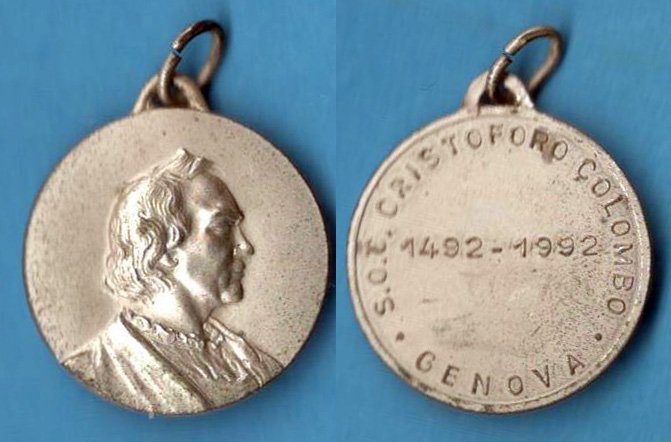 S.O.C. CRISTOFORO COLOMBO
1492-1992
• GENOVA •